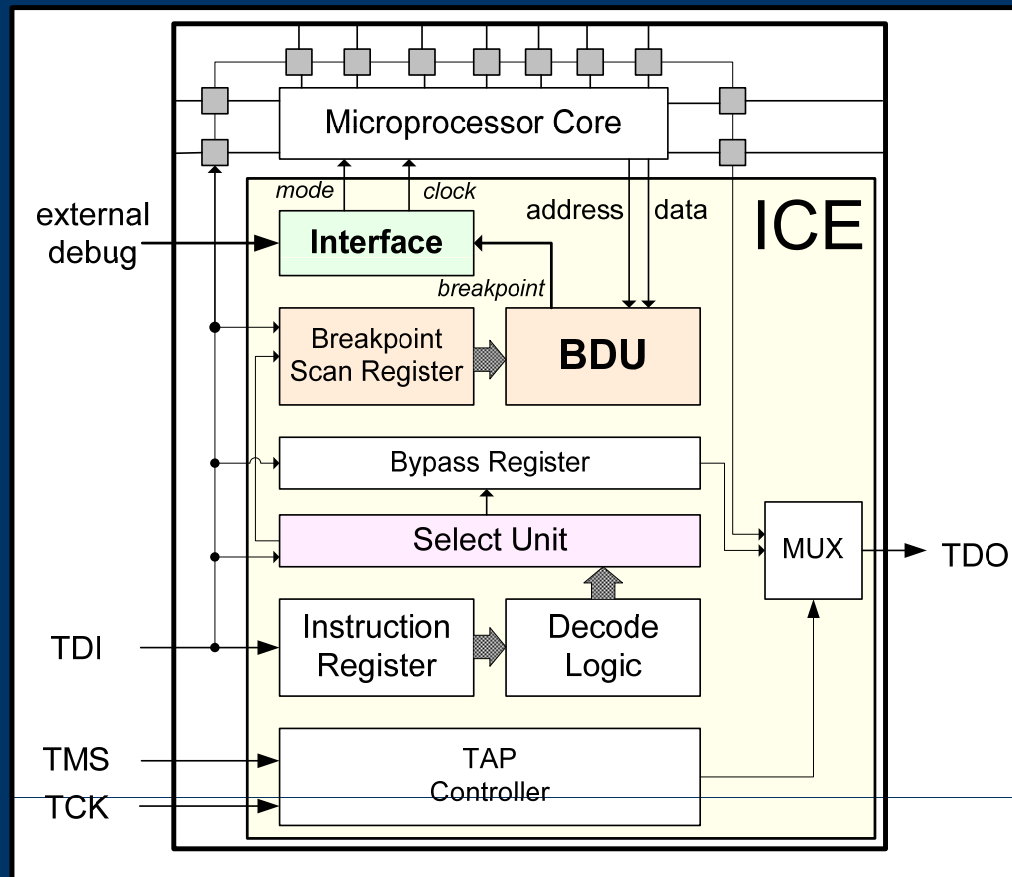 Microprocessor Core
mode
clock
address
data
ICE
external
debug
Interface
breakpoint
Breakpoint
Scan Register
BDU
Bypass Register
Select Unit
MUX
TDO
TDI
Instruction
Register
Decode
Logic
TMS
TCK
TAP
Controller